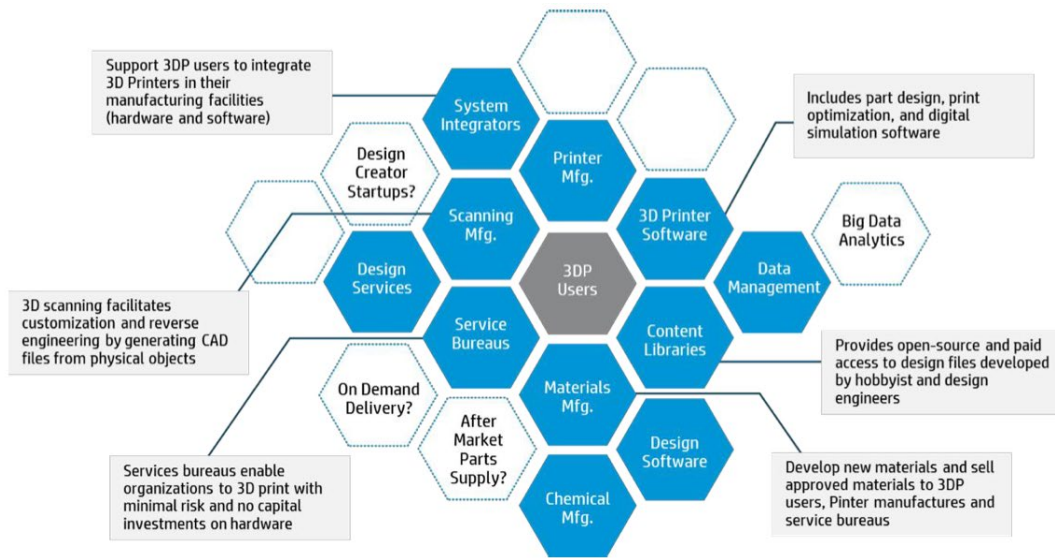 Support 3DP users to integrate
3D Printers in their
manufacturing facilities
(hardware and software)
System
Integrators
Includes part design, print
optimization, and digital
simulation software
Design
Creator
Startups?
Printer
Mfg.
Scanning
Mfg.
3D Printer
Software
Big Data
Analytics
Design
Services
3DP
Users
Data
Management
3D scanning facilitates
customization and reverse
engineering by generating CAD
files from physical objects
Service
Bureaus
Content
Libraries
Provides open-source and paid
access to design files developed
by hobbyist and design
engineers
On Demand
Delivery?
Materials
Mfg.
After
Market
Parts
Supply?
Design
Software
Services bureaus enable
organizations to 3D print with
minimal risk and no capital
investments on hardware
Develop new materials and sell
approved materials to 3DP
users, Pinter manufactures and
service bureaus
Chemical
Mfg.